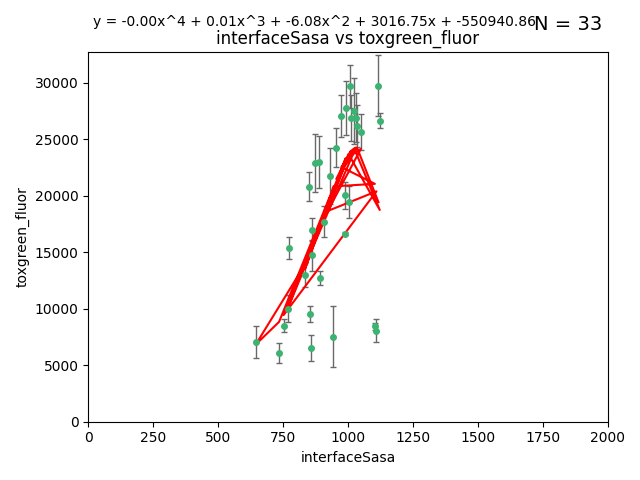 y = -0.00x^4 + 0.01x^3 + -6.08x^2 + 3016.75x + -550940.86
N = 33
interfaceSasa vs toxgreen_fluor
30000
25000
20000
15000
10000
5000
0
toxgreen_fluor
0 250 500 750 1000 1250 1500 1750 2000
interfaceSasa